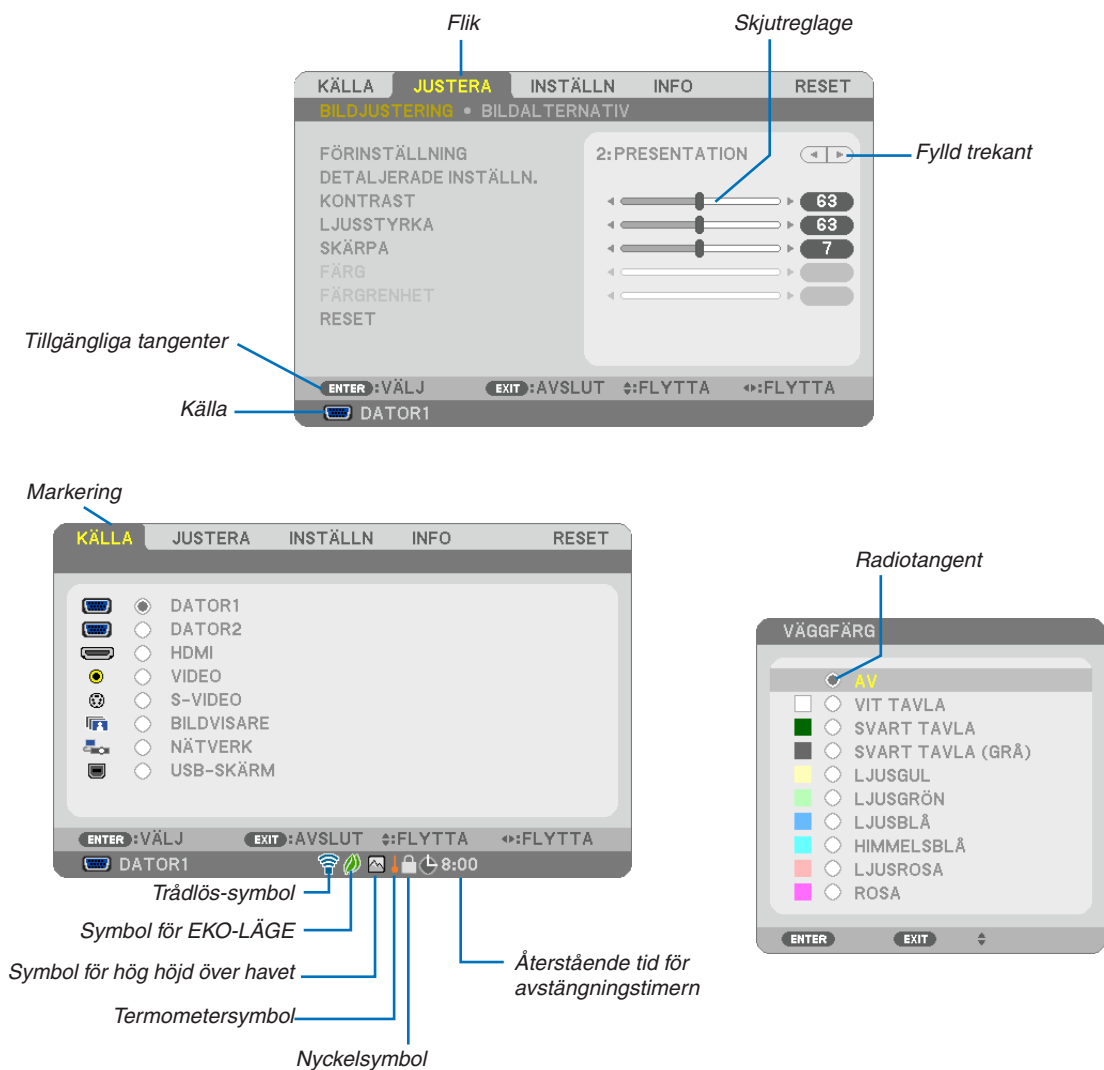 Flik
Skjutreglage
KÄLLA JUSTERA INSTÄLLN INFO RESET
BILDJUSTERING • BILDALTERNATIV
FÖRINSTÄLLNING 2:PRESENTATION
Fylld trekant
DETALJERADE INSTÄLLN.
KONTRAST 63
LJUSSTYRKA 63
SKÄRPA 7
FÄRG
FÄRGRENHET
RESET
Tillgängliga tangenter
ENTER:VÄLJ EXIT:AVSLUT :FLYTTA :FLYTTA
Källa
DATOR1
Markering
KÄLLA JUSTERA INSTÄLLN INFO RESET
DATOR1
DATOR2
HDMI
VIDEO
S-VIDEO
BILDVISARE
NÄTVERK
USB-SKÄRM
ENTER:VÄLJ EXIT:AVSLUT :FLYTTA :FLYTTA
DATOR1 8:00
Trådlös-symbol
Symbol för EKO-LÄGE
Symbol för hög höjd över havet
Termometersymbol
Nyckelsymbol
Återstående tid för
avstängningstimern
Radiotangent
VÄGGFÄRG
AV
VIT TAVLA
SVART TAVLA
SVART TAVLA (GRÅ)
LJUSGUL
LJUSGRÖN
LJUSBLÅ
HIMMELSBLÅ
LJUSROSA
ROSA
ENTER EXIT